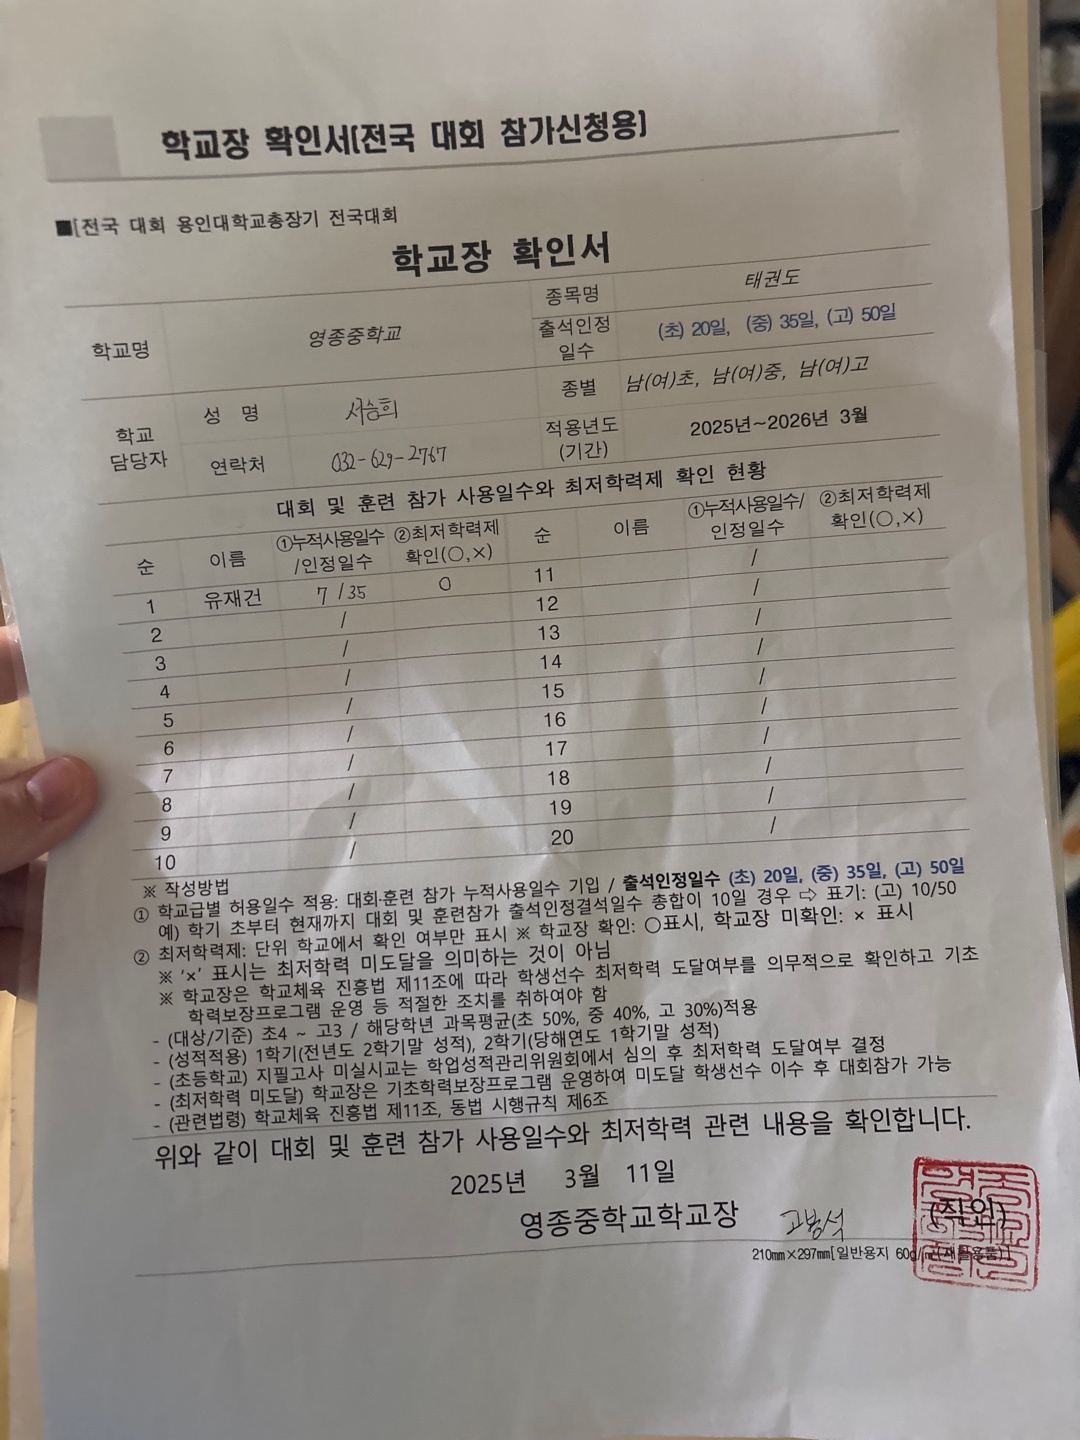 학교장 확인서(전국 대회 참가신청용)
■[전국 대회 용인대학교총장기 전국대회
학교장 확인서
학교명 영종중학교 종목명 태권도
출석인정 일수 (초) 20일, (중) 35일, (고) 50일
종별 남(여)초, 남(여)중, 남(여)고
학교 담당자 성 명 서승희
연락처 032-629-2767
적용년도 (기간) 2025년~2026년 3월
대회 및 훈련 참가 사용일수와 최저학력제 확인 현황
순 이름 ①누적사용일수/인정일수 ②최저학력제 확인(○,×) 순 이름 ①누적사용일수/인정일수 ②최저학력제 확인(○,×)
1 유재건 7 / 35 O 11 /
2 / 12 /
3 / 13 /
4 / 14 /
5 / 15 /
6 / 16 /
7 / 17 /
8 / 18 /
9 / 19 /
10 / 20 /
※ 작성방법
① 학교급별 허용일수 적용: 대회·훈련 참가 누적사용일수 기입 / 출석인정일수 (초) 20일, (중) 35일, (고) 50일
예) 학기 초부터 현재까지 대회 및 훈련참가 출석인정결석일수 총합이 10일 경우 ⇨ 표기: (고) 10/50
② 최저학력제: 단위 학교에서 확인 여부만 표시 ※ 학교장 확인: ○표시, 학교장 미확인: × 표시
※ '×' 표시는 최저학력 미도달을 의미하는 것이 아님
※ 학교장은 학교체육 진흥법 제11조에 따라 학생선수 최저학력 도달여부를 의무적으로 확인하고 기초
학력보장프로그램 운영 등 적절한 조치를 취하여야 함
- (대상/기준) 초4 ~ 고3 / 해당학년 과목평균(초 50%, 중 40%, 고 30%)적용
- (성적적용) 1학기(전년도 2학기말 성적), 2학기(당해연도 1학기말 성적)
- (초등학교) 지필고사 미실시교는 학업성적관리위원회에서 심의 후 최저학력 도달여부 결정
- (최저학력 미도달) 학교장은 기초학력보장프로그램 운영하여 미도달 학생선수 이수 후 대회참가 가능
- (관련법령) 학교체육 진흥법 제11조, 동법 시행규칙 제6조
위와 같이 대회 및 훈련 참가 사용일수와 최저학력 관련 내용을 확인합니다.
2025년 3월 11일
영종중학교학교장 고봉석 (직인)
210㎜×297㎜[일반용지 60g/㎡(재활용품)]